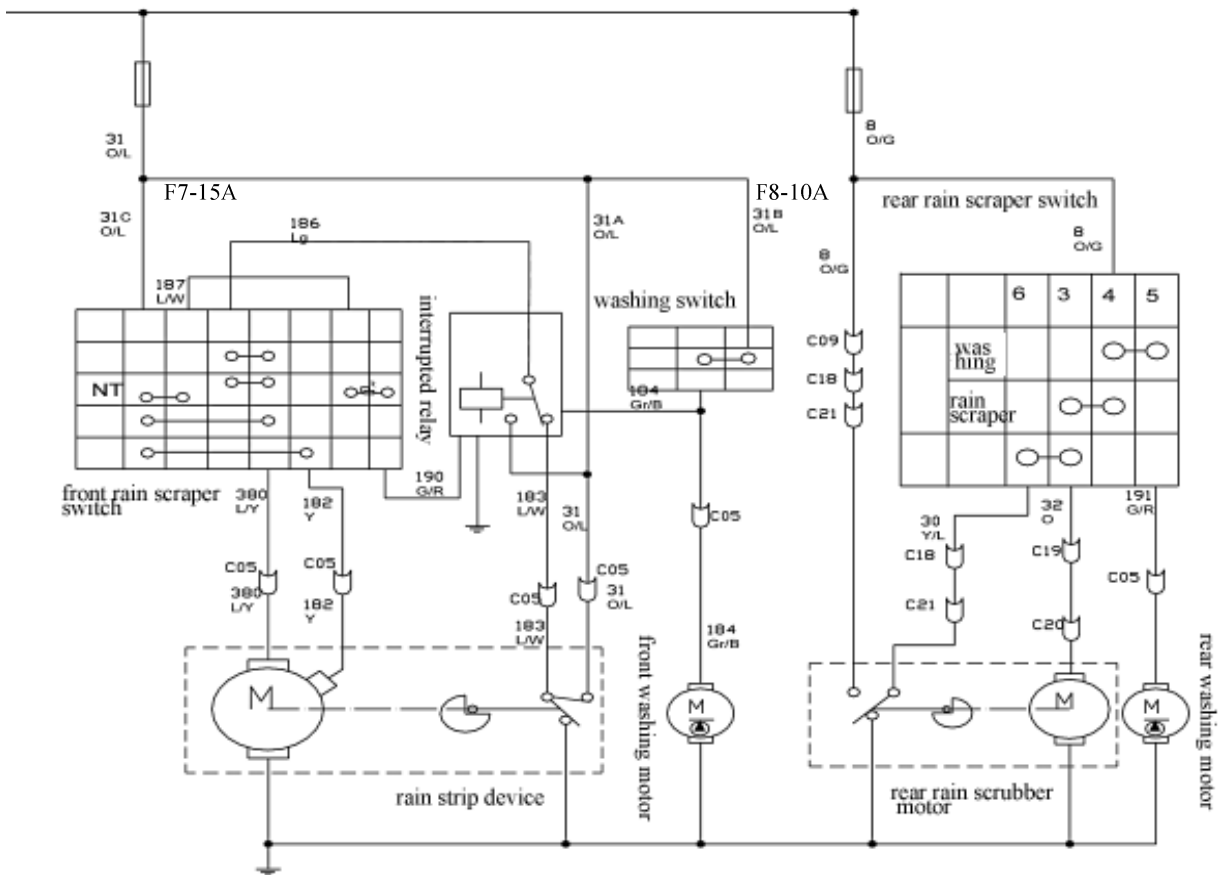 31
O/L
F7-15A
31C
O/L
186
Lg
187
L/W
31A
O/L
31B
O/L
F8-10A
8
O/G
rear rain scraper switch
8
O/G
8
O/G
washing switch
interrupted relay
NT
184
Gr/B
6 3 4 5
was
hing
rain
scraper
C09
C18
C21
front rain scraper
switch
380
L/Y
182
Y
190
G/R
183
L/W
31
O/L
C05
30
Y/L
32
O
191
G/R
C18
C19
C05
C05
C05
C05
C05
31
O/L
380
L/Y
182
Y
183
L/W
C21
C20
184
Gr/B
M
M
M
M
front washing motor
rear washing motor
rain strip device
rear rain scrubber
motor